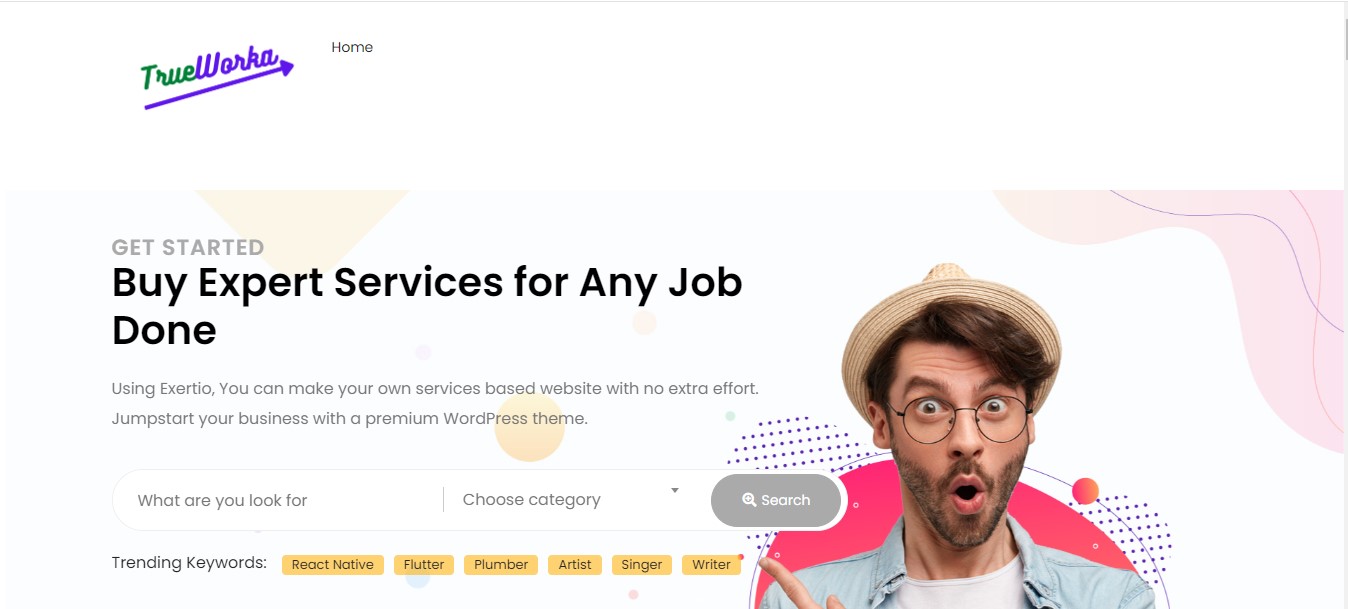 TrueWorka
Home
GET STARTED
Buy Expert Services for Any Job
Done
Using Exertio, You can make your own services based website with no extra effort.
Jumpstart your business with a premium WordPress theme.
What are you look for
Choose category
Search
Trending Keywords: React Native Flutter Plumber Artist Singer Writer